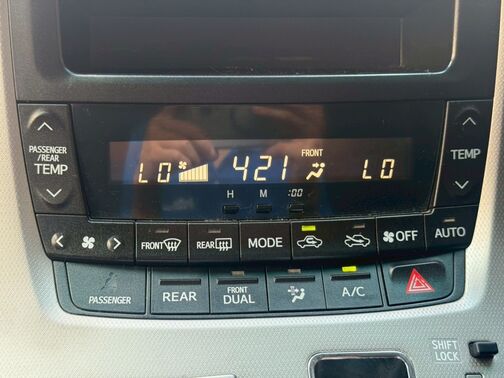 PASSENGER
/REAR
TEMP
LO
421
FRONT
LO
TEMP
H M :00
FRONT
REAR
MODE
OFF
AUTO
PASSENGER
REAR
FRONT
DUAL
A/C
SHIFT
LOCK